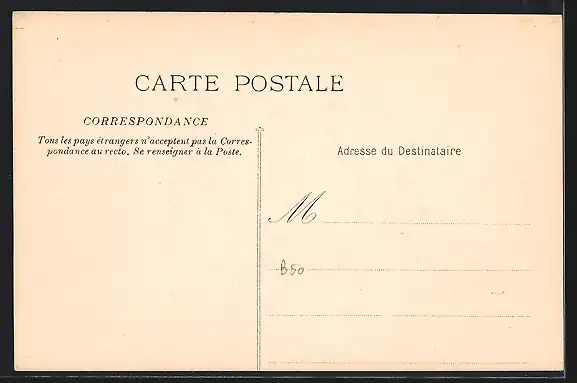 CARTE POSTALE
CORRESPONDANCE
Tous les pays étrangers n'acceptent pas la Corres-
pondance au recto. Se renseigner à la Poste.
Adresse du Destinataire
M
B50